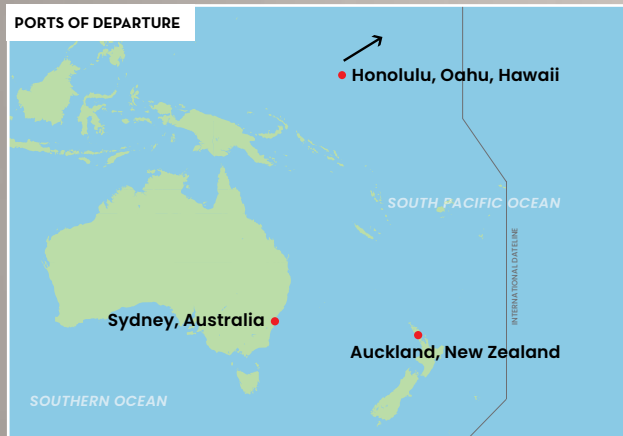 PORTS OF DEPARTURE
Honolulu, Oahu, Hawaii
SOUTH PACIFIC OCEAN
INTERNATIONAL DATELINE
Sydney, Australia
Auckland, New Zealand
SOUTHERN OCEAN